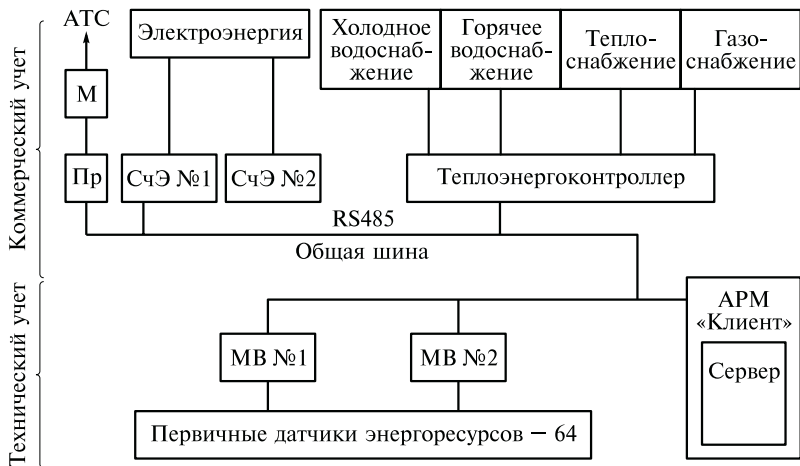 Коммерческий учет
АТС
Электроэнергия
Холодное
водоснаб-
жение
Горячее
водоснаб-
жение
Тепло-
снабжение
Газо-
снабжение
М
Пр
СчЭ №1
СчЭ №2
Теплоэнергоконтроллер
RS485
Общая шина
Технический учет
МВ №1
МВ №2
АРМ
«Клиент»
Сервер
Первичные датчики энергоресурсов — 64